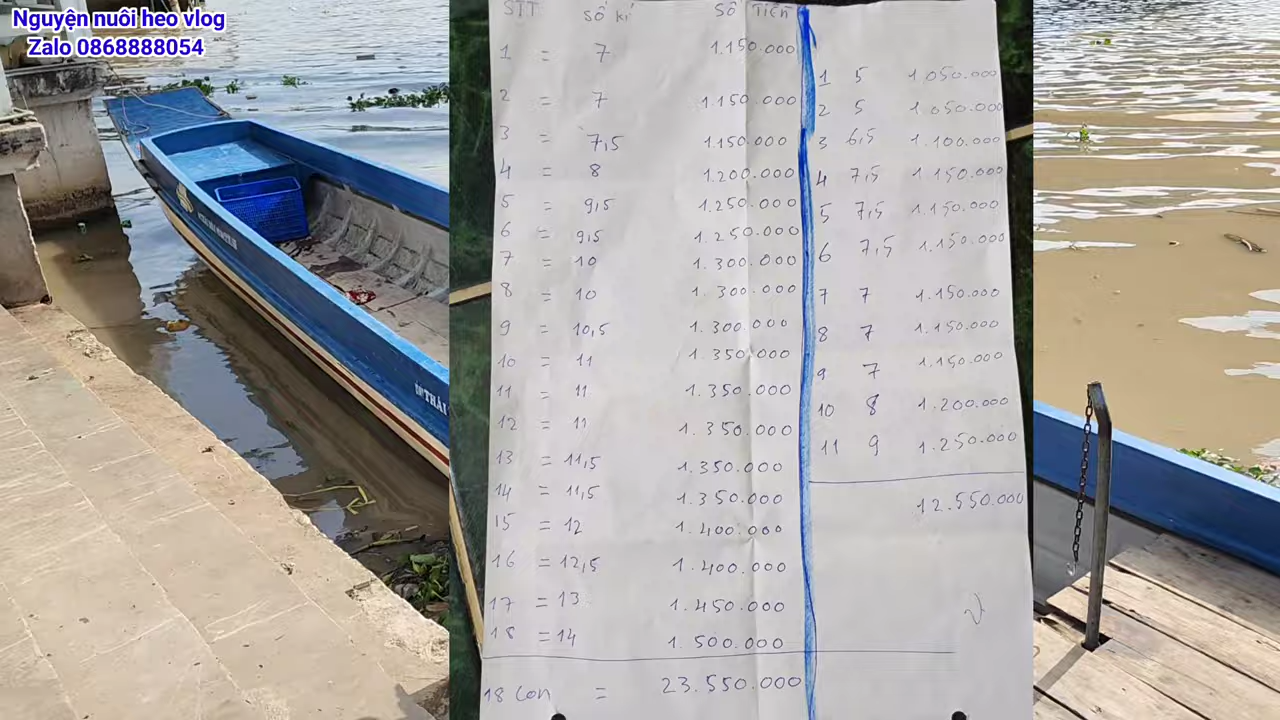 Nguyện nuôi heo vlog
Zalo 0868888054
STT Số kí Số Tiền
1 = 7 1.150.000
2 = 7 1.150.000
3 = 7,5 1.150.000
4 = 8 1.200.000
5 = 9,5 1.250.000
6 = 9,5 1.250.000
7 = 10 1.300.000
8 = 10 1.300.000
9 = 10,5 1.300.000
10 = 11 1.350.000
11 = 11 1.350.000
12 = 11 1.350.000
13 = 11,5 1.350.000
14 = 11,5 1.350.000
15 = 12 1.400.000
16 = 12,5 1.400.000
17 = 13 1.450.000
18 = 14 1.500.000
18 con = 23.550.000
1 5 1.050.000
2 5 1.050.000
3 6,5 1.100.000
4 7,5 1.150.000
5 7,5 1.150.000
6 7,5 1.150.000
7 7 1.150.000
8 7 1.150.000
9 7 1.150.000
10 8 1.200.000
11 9 1.250.000
12.550.000